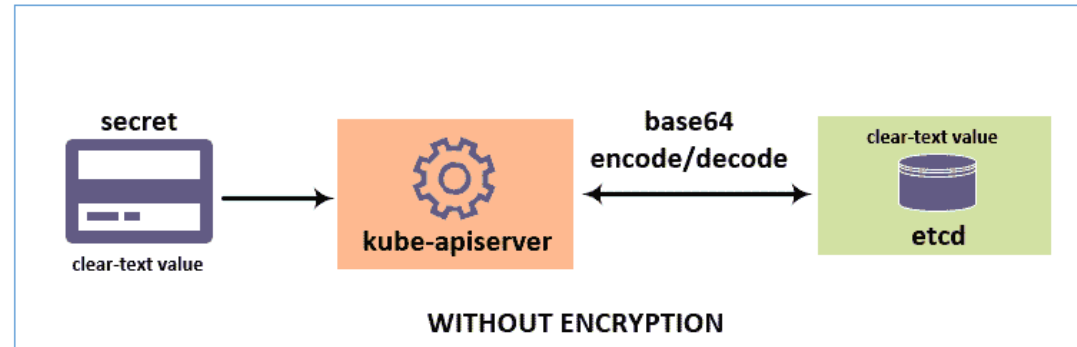 secret
clear-text value
kube-apiserver
base64
encode/decode
clear-text value
etcd
WITHOUT ENCRYPTION